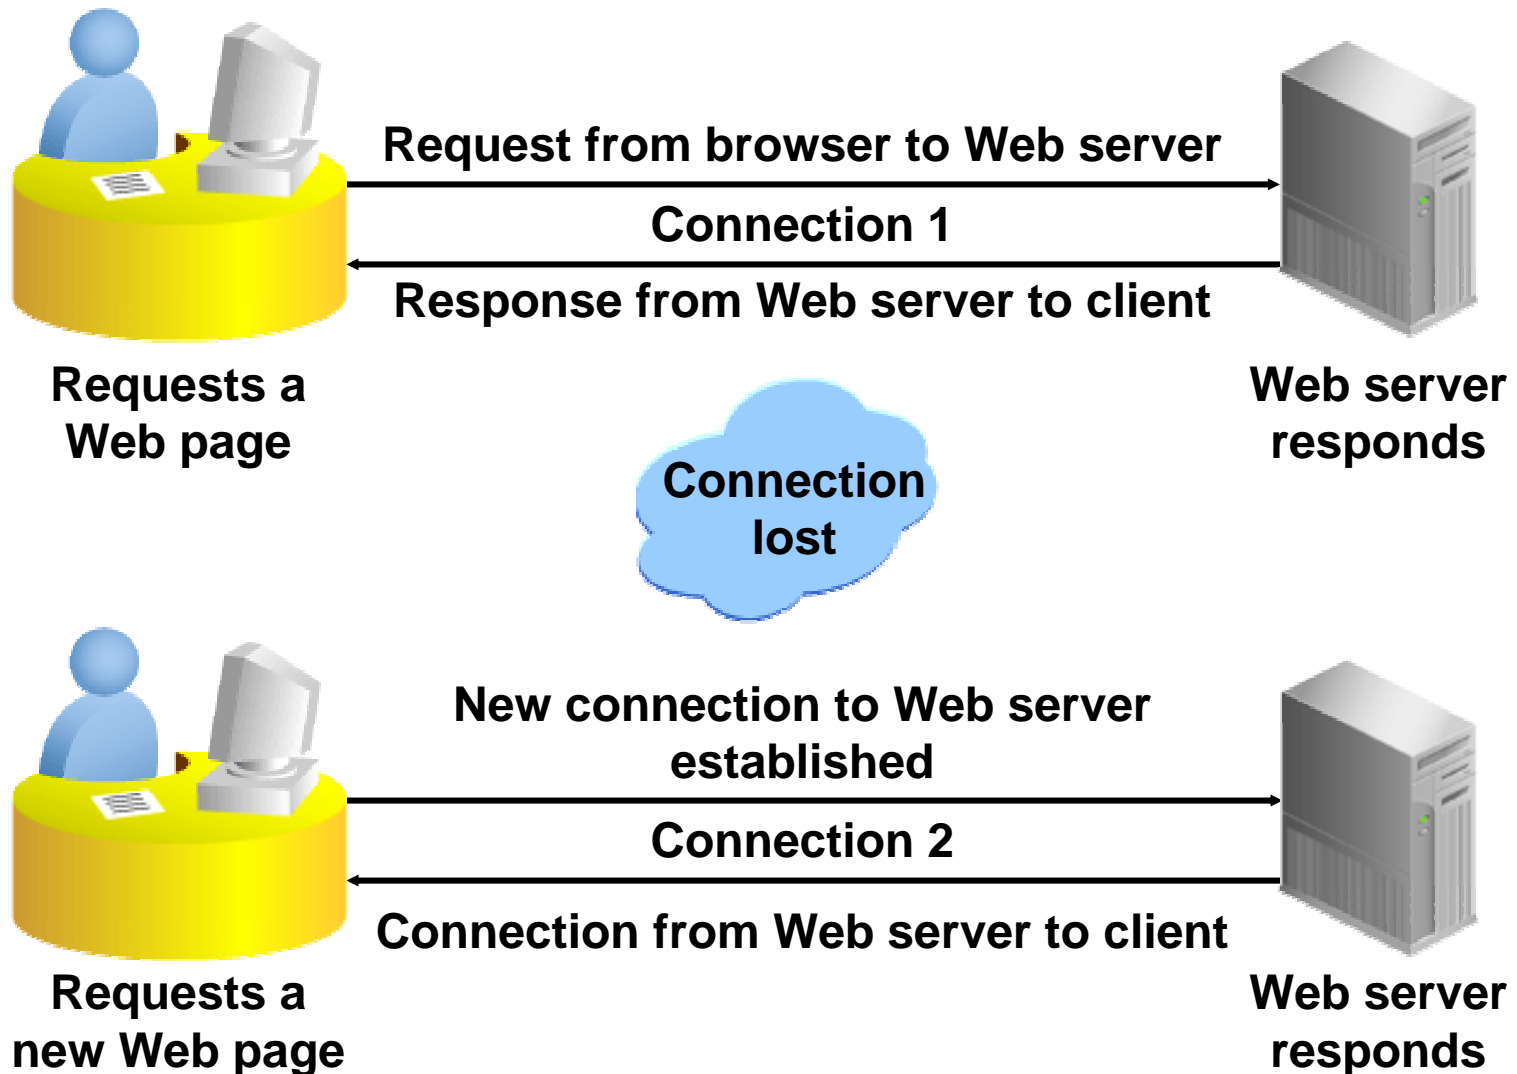 Request from browser to Web server
Connection 1
Response from Web server to client
Requests a
Web page
Web server
responds
Connection
lost
New connection to Web server
established
Connection 2
Connection from Web server to client
Requests a
new Web page
Web server
responds